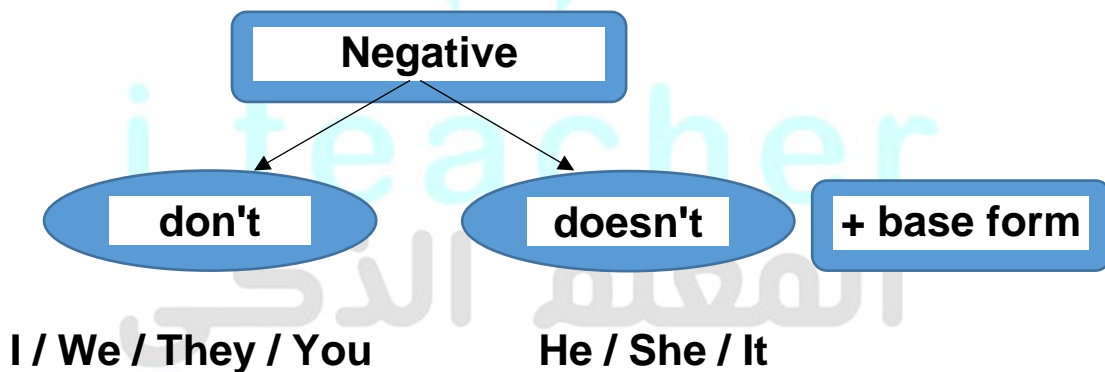 Negative
i teacher
don't doesn't + base form
المعلم الذكي
I / We / They / You He / She / It